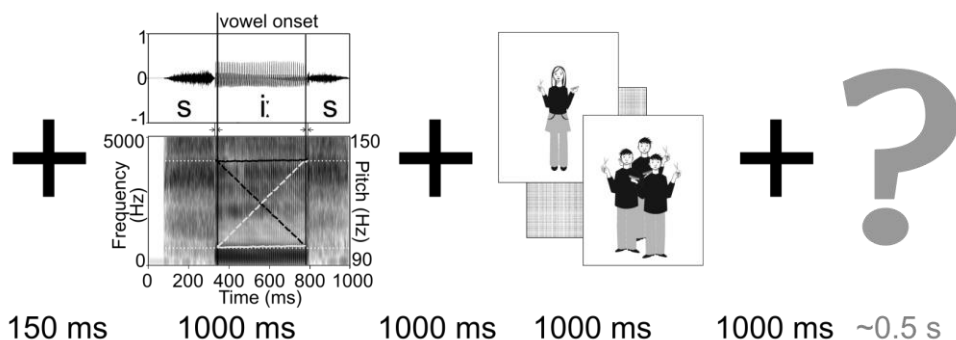 vowel onset
1
0
-1
s i: s
5000
0
Frequency (Hz)
150
90
Pitch (Hz)
0 200 400 600 800 1000
Time (ms)
?
150 ms 1000 ms 1000 ms 1000 ms 1000 ms ~0.5 s